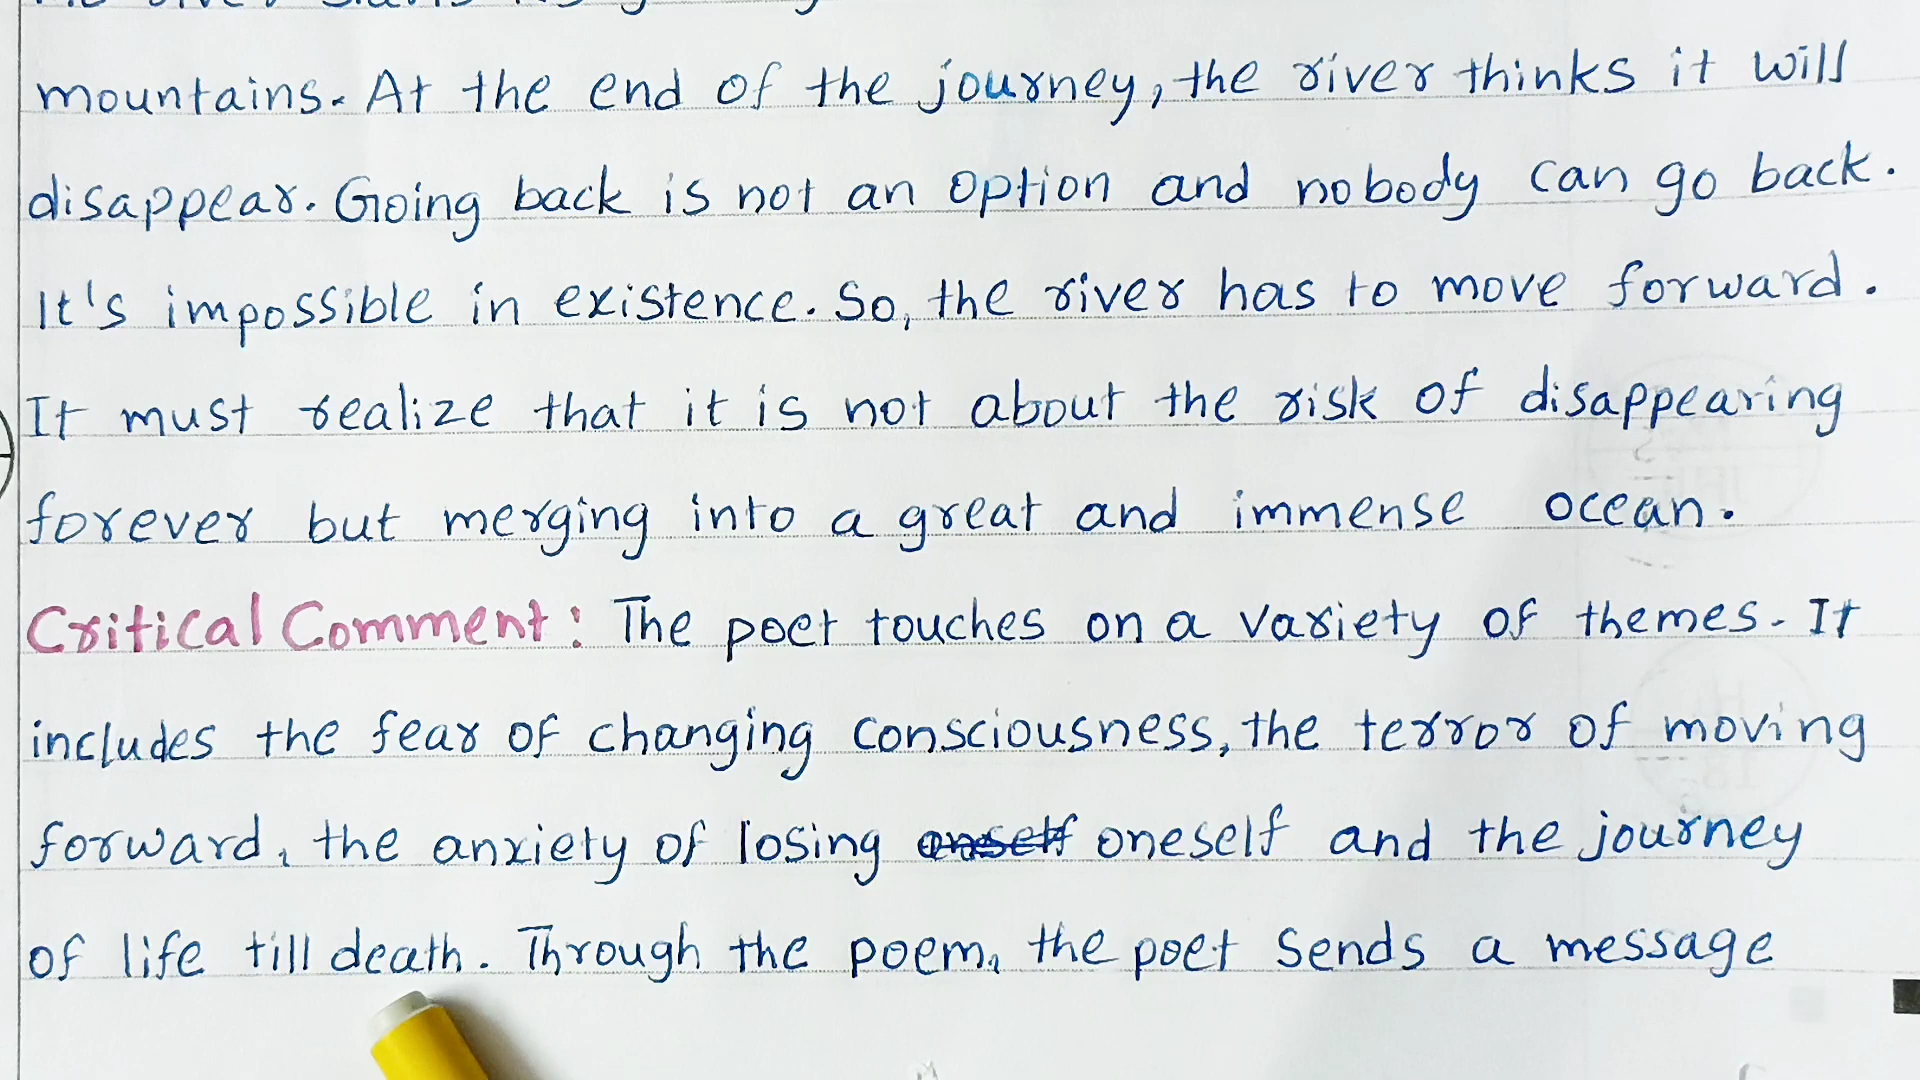 mountains. At the end of the journey, the river thinks it will
disappear. Going back is not an option and nobody can go back.
It's impossible in existence. So, the river has to move forward.
It must realize that it is not about the risk of disappearing
forever but merging into a great and immense ocean.
Critical Comment: The poet touches on a variety of themes. It
includes the fear of changing consciousness, the terror of moving
forward, the anxiety of losing oneself and the journey
of life till death. Through the poem, the poet sends a message